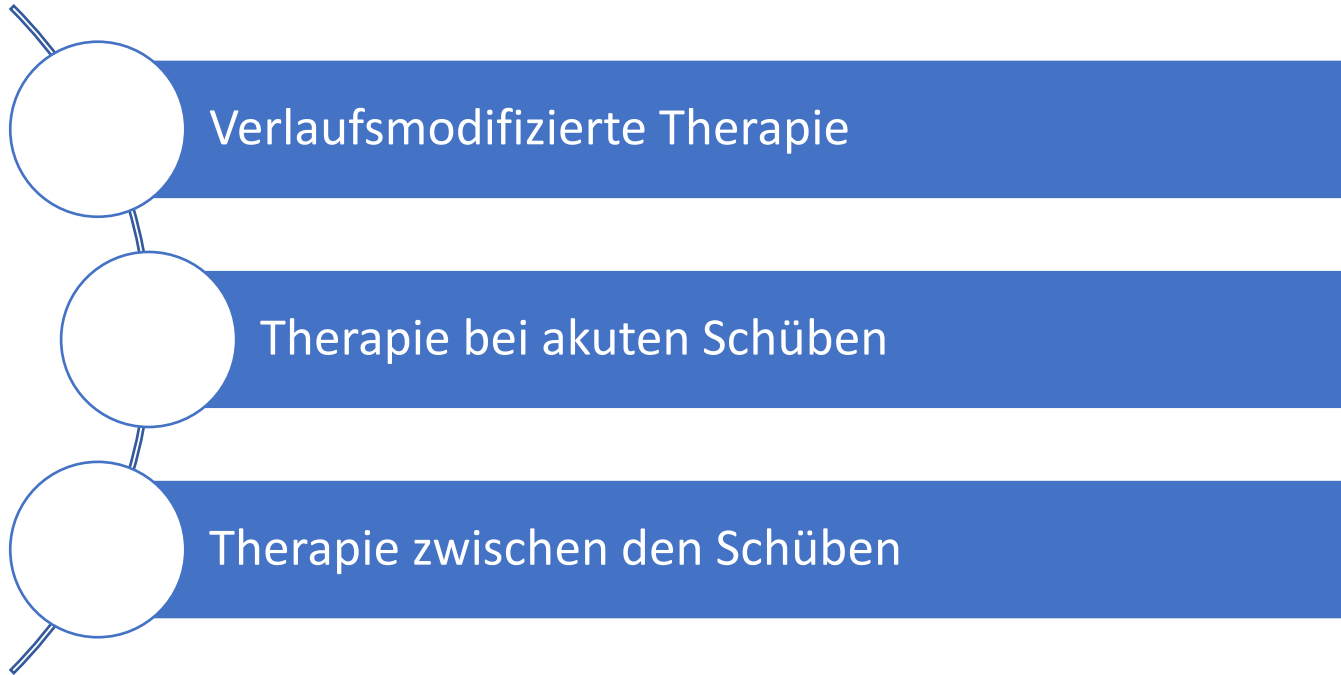 Verlaufsmodifizierte Therapie
Therapie bei akuten Schüben
Therapie zwischen den Schüben